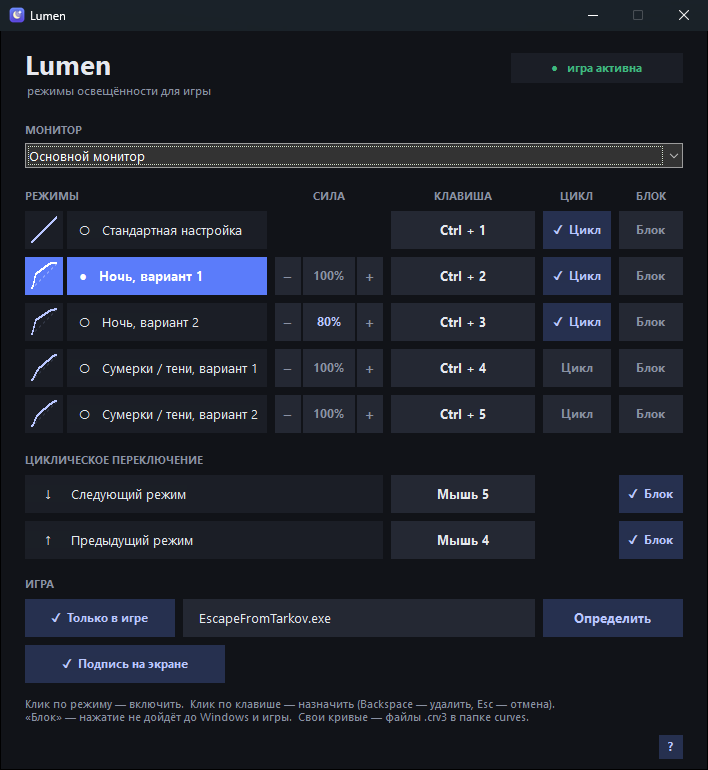 Lumen
Lumen
● игра активна
режимы освещённости для игры
МОНИТОР
Основной монитор
РЕЖИМЫ СИЛА КЛАВИША ЦИКЛ БЛОК
Стандартная настройка Ctrl + 1 ✓ Цикл Блок
Ночь, вариант 1 – 100% + Ctrl + 2 ✓ Цикл Блок
Ночь, вариант 2 – 80% + Ctrl + 3 ✓ Цикл Блок
Сумерки / тени, вариант 1 – 100% + Ctrl + 4 Цикл Блок
Сумерки / тени, вариант 2 – 100% + Ctrl + 5 Цикл Блок
ЦИКЛИЧЕСКОЕ ПЕРЕКЛЮЧЕНИЕ
↓ Следующий режим Мышь 5 ✓ Блок
↑ Предыдущий режим Мышь 4 ✓ Блок
ИГРА
✓ Только в игре EscapeFromTarkov.exe Определить
✓ Подпись на экране
Клик по режиму — включить. Клик по клавише — назначить (Backspace — удалить, Esc — отмена).
«Блок» — нажатие не дойдёт до Windows и игры. Свои кривые — файлы .crv3 в папке curves.
?